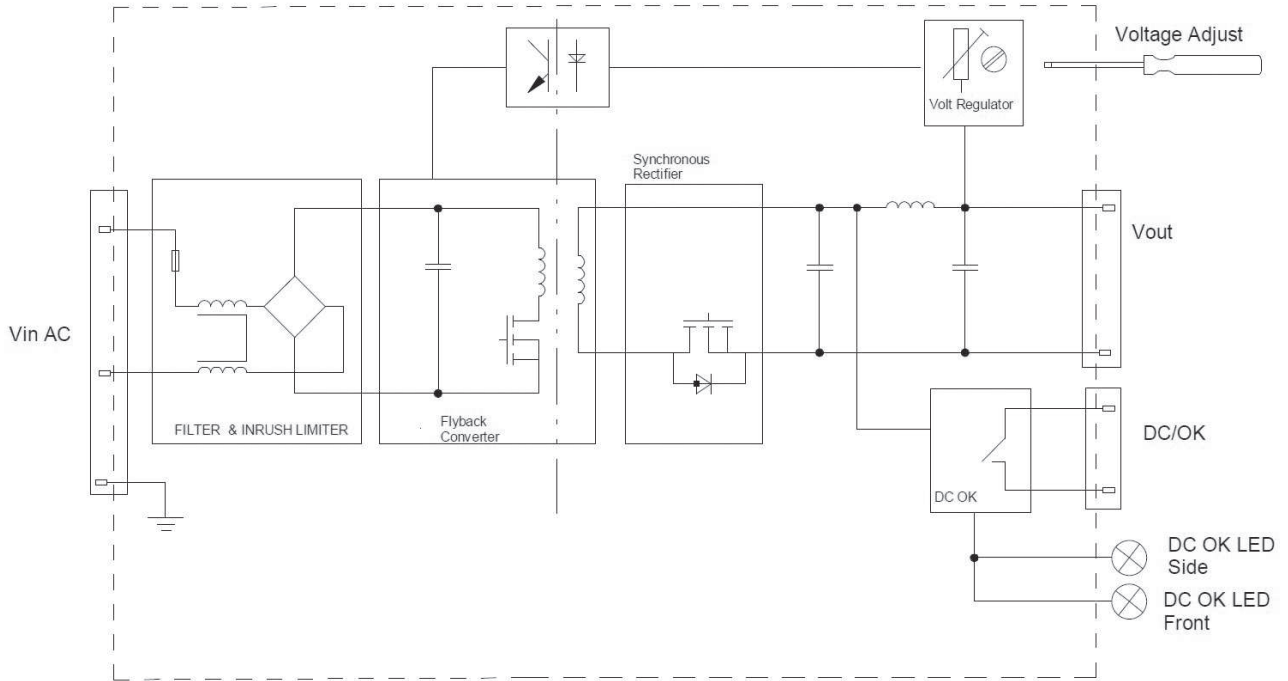 Voltage Adjust
Volt Regulator
Synchronous
Rectifier
Vout
Vin AC
FILTER & INRUSH LIMITER
Flyback
Converter
DC/OK
DC OK
DC OK LED
Side
DC OK LED
Front